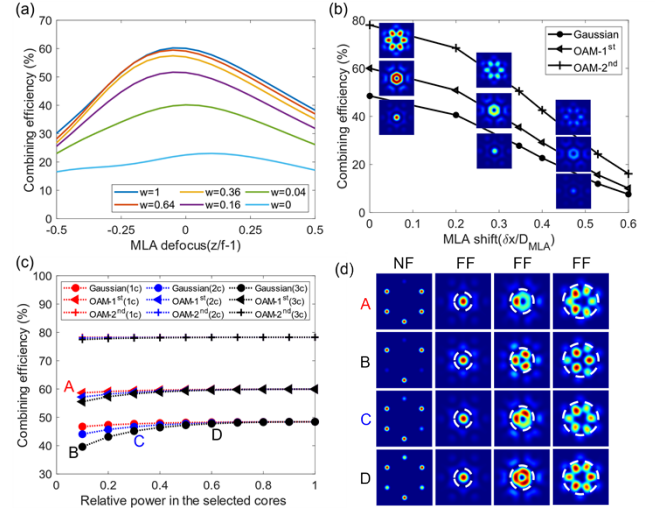 (a)
Combining efficiency (%)
70
60
50
40
30
20
10
w=1 w=0.36 w=0.04
w=0.64 w=0.16 w=0
-0.5 -0.25 0 0.25 0.5
MLA defocus(z/f-1)
(b)
Combining efficiency (%)
80
60
40
20
0
Gaussian
OAM-1st
OAM-2nd
0 0.1 0.2 0.3 0.4 0.5 0.6
MLA shift(δx/DMLA)
(c)
Combining efficiency (%)
100
90
80
70
60
50
40
30
Gaussian(1c) Gaussian(2c) Gaussian(3c)
OAM-1st(1c) OAM-1st(2c) OAM-1st(3c)
OAM-2nd(1c) OAM-2nd(2c) OAM-2nd(3c)
A
B
C
D
0 0.2 0.4 0.6 0.8 1
Relative power in the selected cores
(d)
NF FF FF FF
A
B
C
D